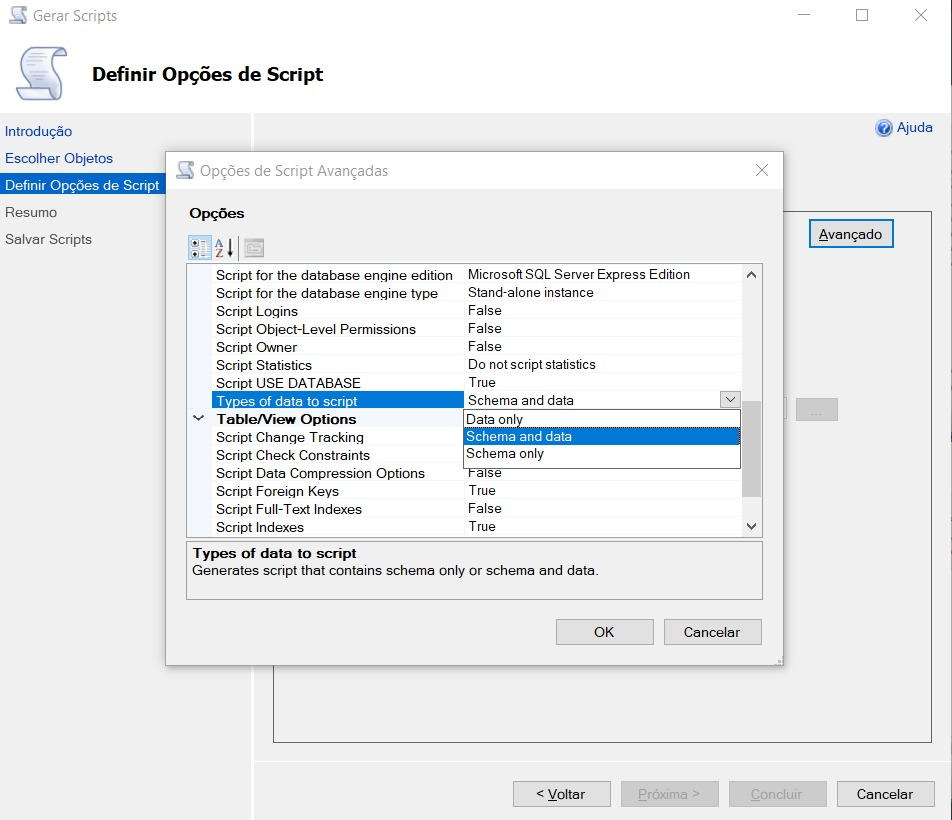 Gerar Scripts
Definir Opções de Script
Introdução
Escolher Objetos
Definir Opções de Script
Resumo
Salvar Scripts
Ajuda
Avançado
...
Opções de Script Avançadas
Opções
A
Z
Script for the database engine edition Microsoft SQL Server Express Edition
Script for the database engine type Stand-alone instance
Script Logins False
Script Object-Level Permissions False
Script Owner False
Script Statistics Do not script statistics
Script USE DATABASE True
Types of data to script Schema and data
Data only
Schema and data
Schema only
Table/View Options
Script Change Tracking
Script Check Constraints
Script Data Compression Options False
Script Foreign Keys True
Script Full-Text Indexes False
Script Indexes True
Types of data to script
Generates script that contains schema only or schema and data.
OK Cancelar
< Voltar Próxima > Concluir Cancelar